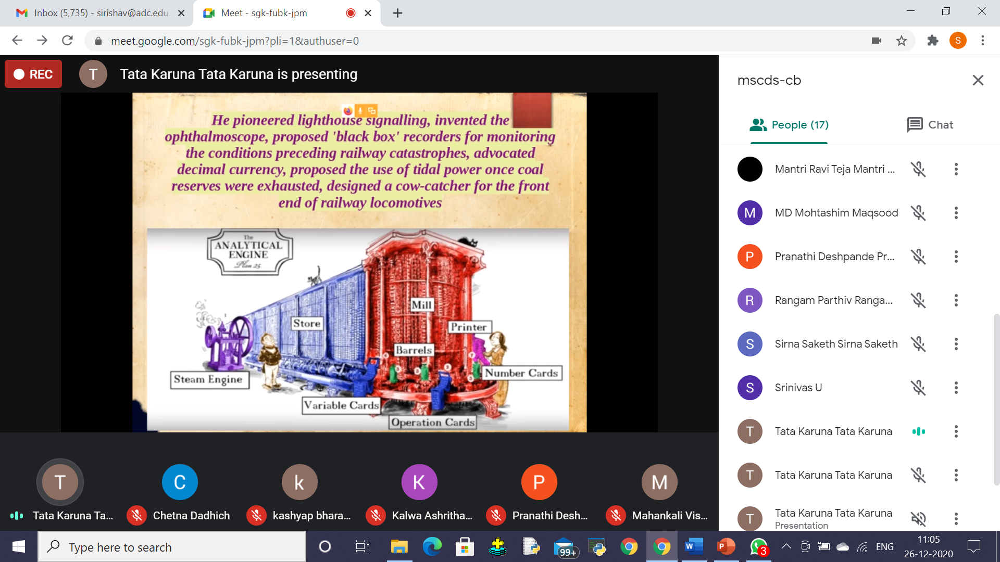 Inbox (5,735) - sirishav@adc.edu.
Meet - sgk-fubk-jpm
meet.google.com/sgk-fubk-jpm?pli=1&authuser=0
S
REC
T
Tata Karuna Tata Karuna is presenting
He pioneered lighthouse signalling, invented the
ophthalmoscope, proposed 'black box' recorders for monitoring
the conditions preceding railway catastrophes, advocated
decimal currency, proposed the use of tidal power once coal
reserves were exhausted, designed a cow-catcher for the front
end of railway locomotives
The
ANALYTICAL
ENGINE
Plan 25
Mill
Store
Printer
Barrels
Number Cards
Steam Engine
Variable Cards
Operation Cards
T
C
k
K
P
M
Tata Karuna Ta...
Chetna Dadhich
kashyap bhara...
Kalwa Ashritha...
Pranathi Desh...
Mahankali Vis...
mscds-cb
People (17)
Chat
Mantri Ravi Teja Mantri ...
M
MD Mohtashim Maqsood
P
Pranathi Deshpande Pr...
R
Rangam Parthiv Ranga...
S
Sirna Saketh Sirna Saketh
S
Srinivas U
T
Tata Karuna Tata Karuna
T
Tata Karuna Tata Karuna
T
Tata Karuna Tata Karuna
Presentation
Type here to search
99+
W
P
3
ENG
11:05
26-12-2020